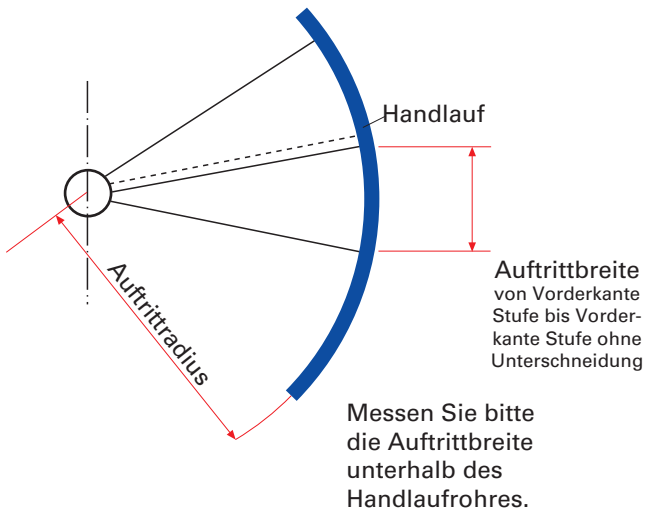 Handlauf
Auftrittbreite
von Vorderkante
Stufe bis Vorder-
kante Stufe ohne
Unterschneidung
Auftrittradius
Messen Sie bitte
die Auftrittbreite
unterhalb des
Handlaufrohres.